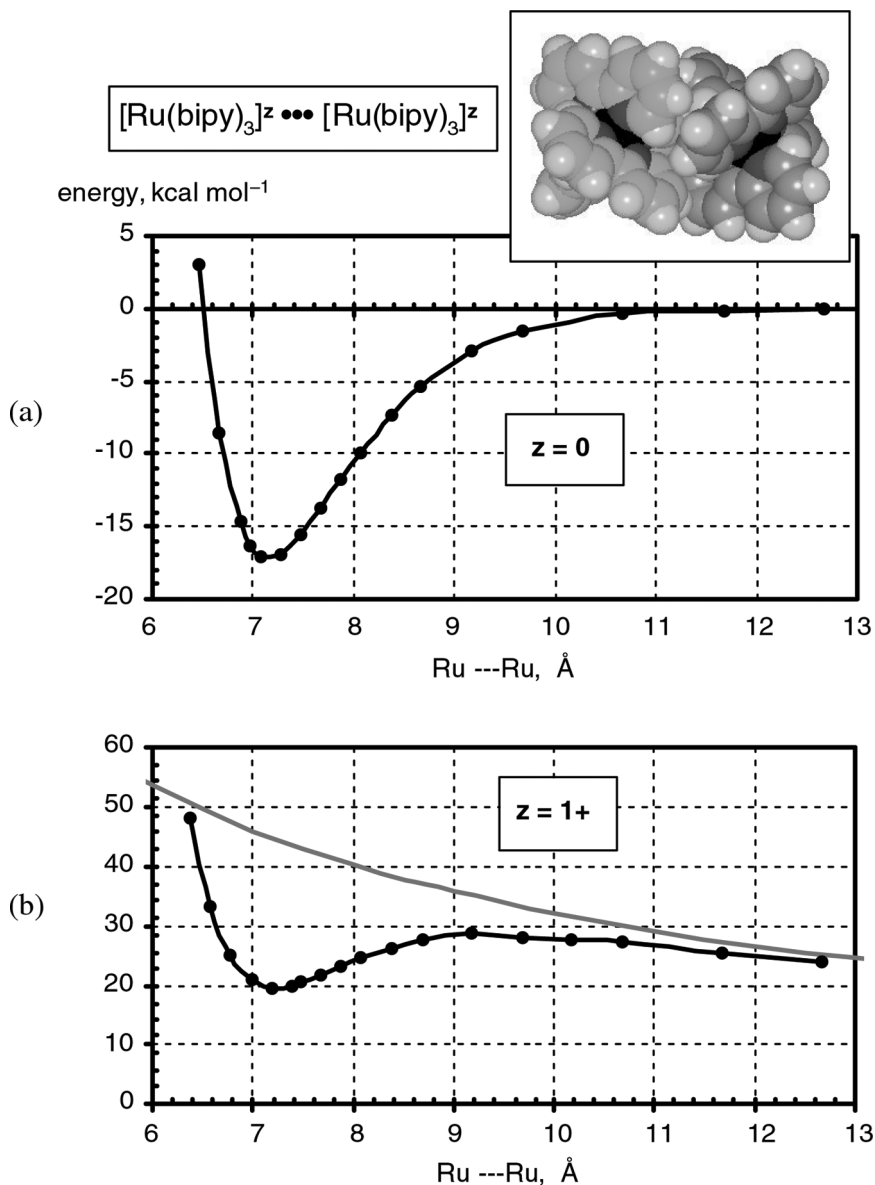 [Ru(bipy)₃]ᶻ ••• [Ru(bipy)₃]ᶻ
energy, kcal mol⁻¹
5
0
-5
-10
-15
-20
(a)
z = 0
6 7 8 9 10 11 12 13
Ru ---Ru, Å
60
50
40
30
20
10
0
(b)
z = 1+
6 7 8 9 10 11 12 13
Ru ---Ru, Å